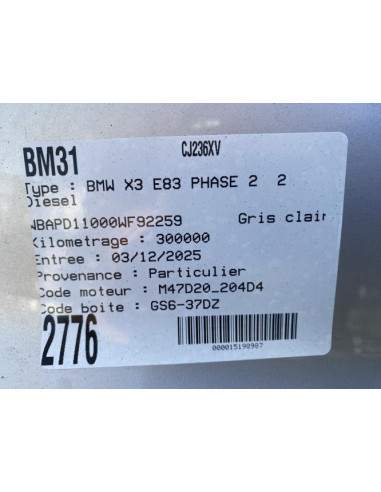 BM31 CJ236XV
Type : BMW X3 E83 PHASE 2 2
Diesel
WBAPD11000WF92259 Gris clair
Kilometrage : 300000
Entree : 03/12/2025
Provenance : Particulier
Code moteur : M47D20_204D4
Code boite : GS6-37DZ
2776
000015190987